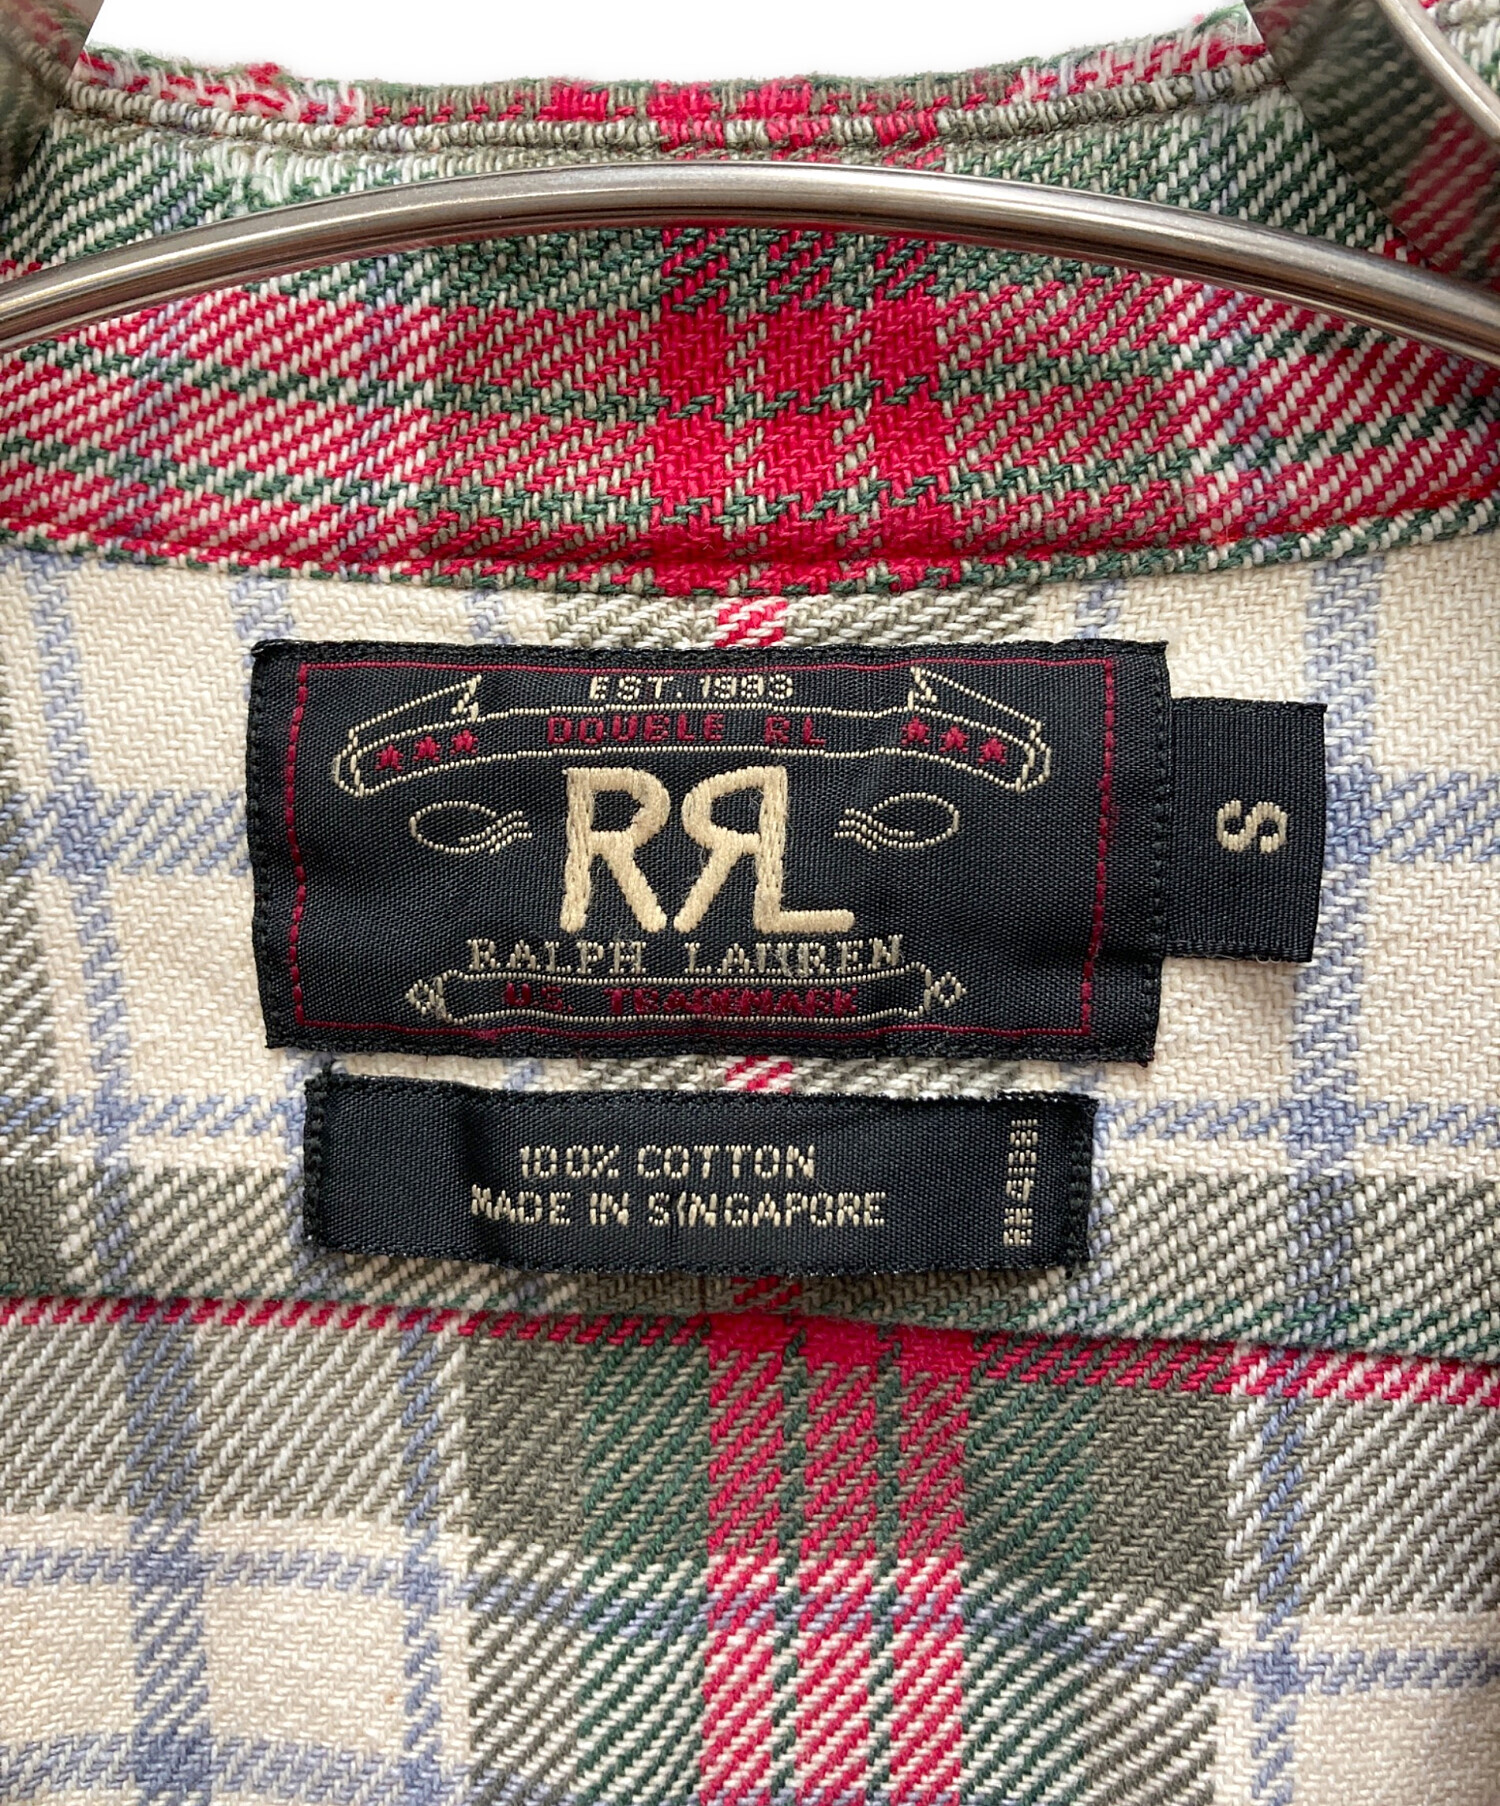 EST. 1993
DOUBLE RL
RRL
RALPH LAUREN
U.S. TRADEMARK
S
100% COTTON
MADE IN SINGAPORE